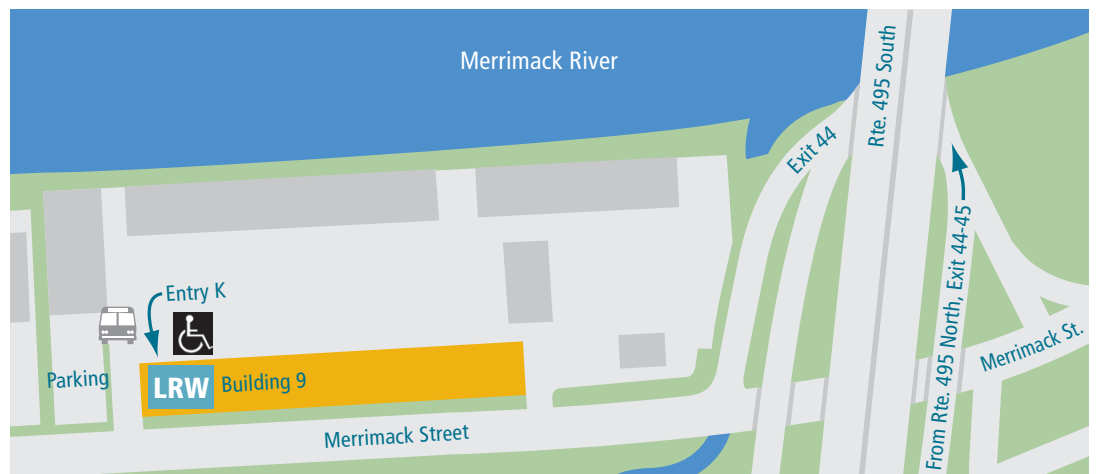 Merrimack River
Rte. 495 South
Exit 44
From Rte. 495 North, Exit 44-45
Entry K
Parking
LRW Building 9
Merrimack Street
Merrimack St.